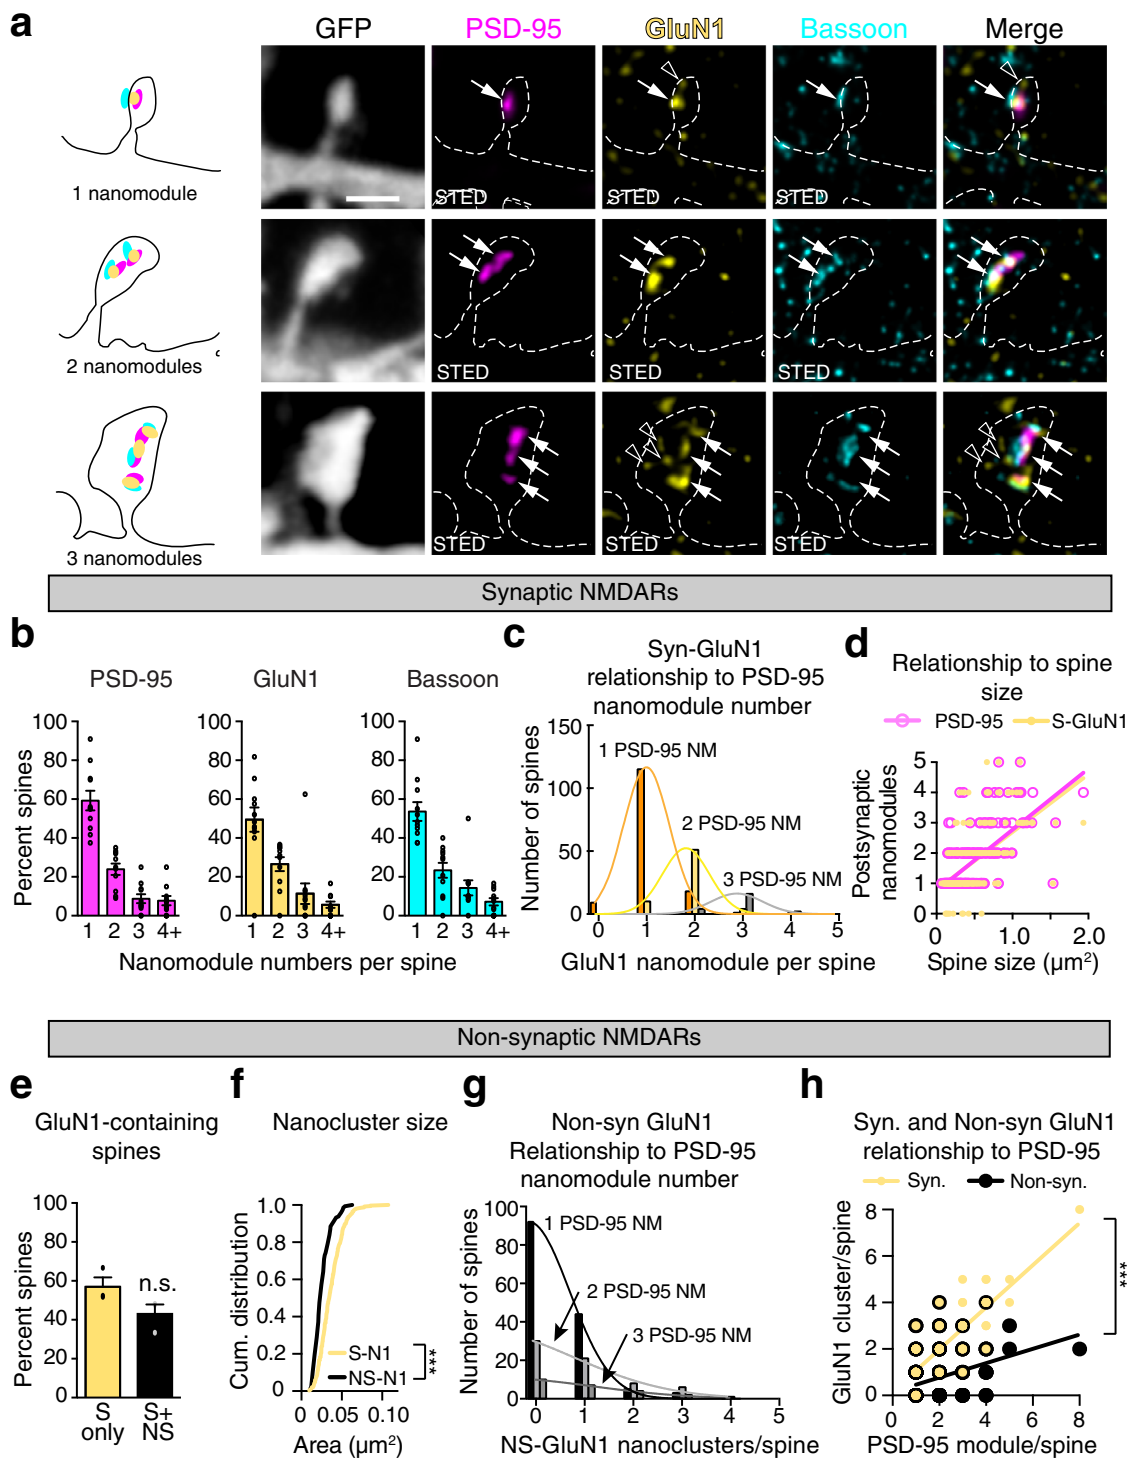 a
GFP
PSD-95
GluN1
Bassoon
Merge
1 nanomodule
STED
STED
STED
2 nanomodules
STED
STED
STED
3 nanomodules
STED
STED
STED
Synaptic NMDARs
b
PSD-95
GluN1
Bassoon
Percent spines
100
80
60
40
20
0
1 2 3 4+
100
80
60
40
20
0
1 2 3 4+
100
80
60
40
20
0
1 2 3 4+
Nanomodule numbers per spine
c
Syn-GluN1
relationship to PSD-95
nanomodule number
Number of spines
150
100
50
0
1 PSD-95 NM
2 PSD-95 NM
3 PSD-95 NM
0 1 2 3 4 5
GluN1 nanomodule per spine
d
Relationship to spine
size
PSD-95
S-GluN1
Postsynaptic
nanomodules
5
4
3
2
1
0
0 1.0 2.0
Spine size (µm²)
Non-synaptic NMDARs
e
GluN1-containing
spines
Percent spines
100
80
60
40
20
0
n.s.
S
only
S+
NS
f
Nanocluster size
Cum. distribution
1.0
0.8
0.6
0.4
0.2
0
S-N1
NS-N1
***
0 0.05 0.10
Area (µm²)
g
Non-syn GluN1
Relationship to PSD-95
nanomodule number
Number of spines
100
80
60
40
20
0
1 PSD-95 NM
2 PSD-95 NM
3 PSD-95 NM
0 1 2 3 4 5
NS-GluN1 nanoclusters/spine
h
Syn. and Non-syn GluN1
relationship to PSD-95
Syn.
Non-syn.
GluN1 cluster/spine
8
6
4
2
0
***
2 4 6 8
PSD-95 module/spine